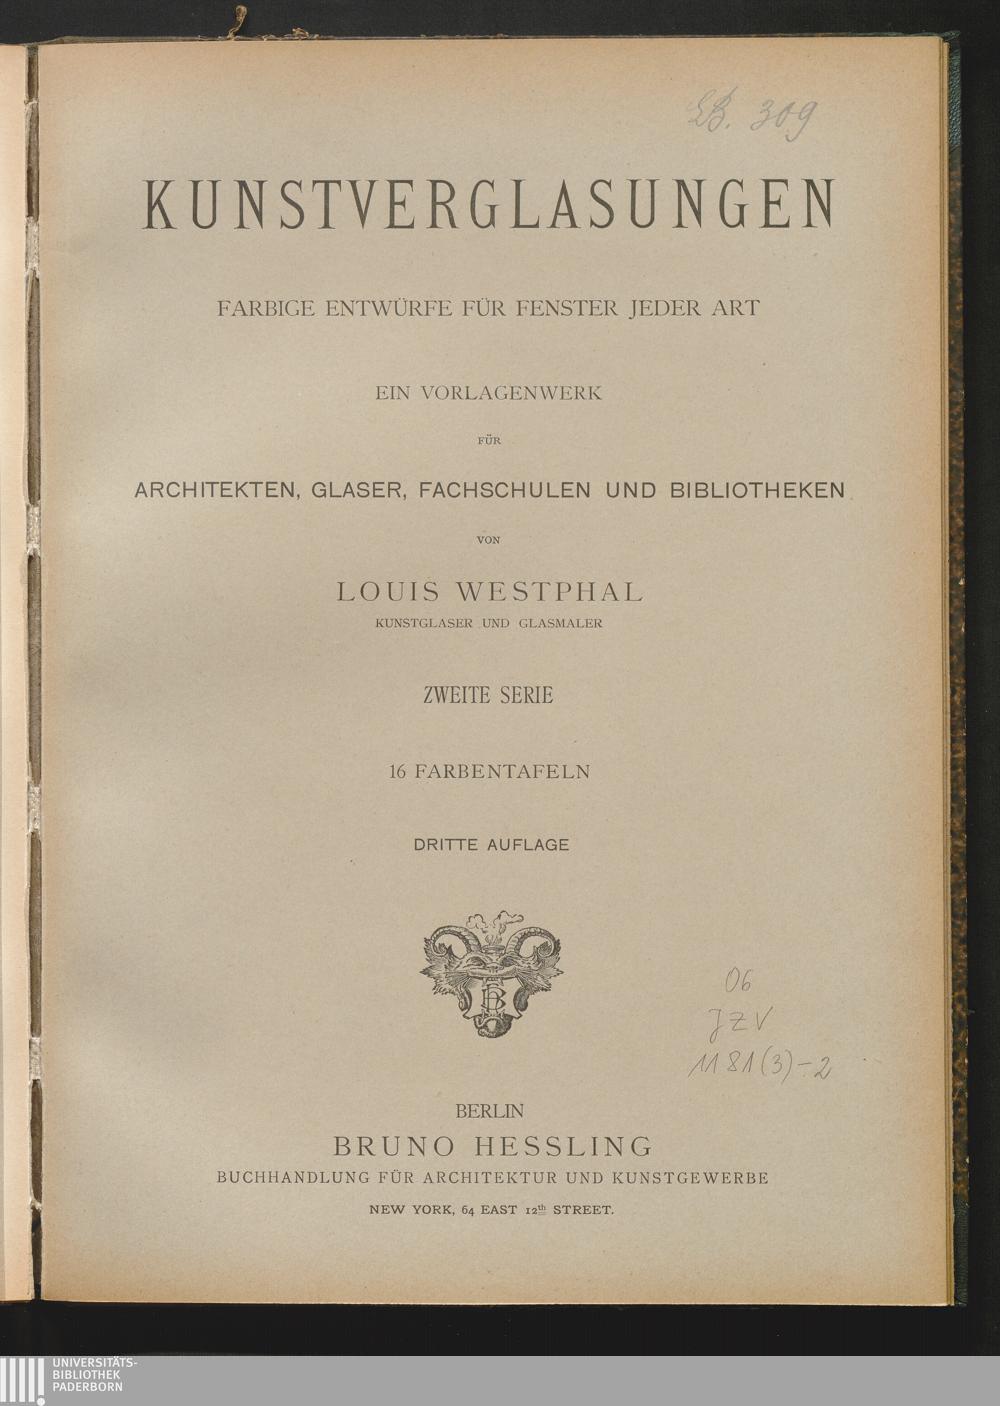 LB. 309
KUNSTVERGLASUNGEN
FARBIGE ENTWÜRFE FÜR FENSTER JEDER ART
EIN VORLAGENWERK
FÜR
ARCHITEKTEN, GLASER, FACHSCHULEN UND BIBLIOTHEKEN
VON
LOUIS WESTPHAL
KUNSTGLASER UND GLASMALER
ZWEITE SERIE
16 FARBENTAFELN
DRITTE AUFLAGE
06
JZV
1181(3)-2
BERLIN
BRUNO HESSLING
BUCHHANDLUNG FÜR ARCHITEKTUR UND KUNSTGEWERBE
NEW YORK, 64 EAST 12th STREET.
UNIVERSITÄTS-
BIBLIOTHEK
PADERBORN